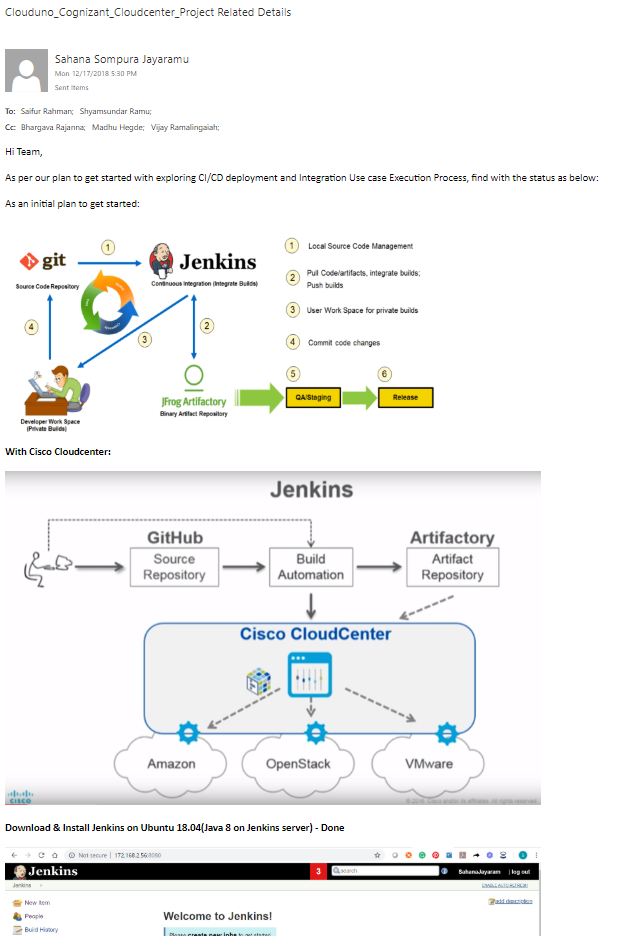 Clouduno_Cognizant_Cloudcenter_Project Related Details
Sahana Sompura Jayaramu
Mon 12/17/2018 5:30 PM
Sent Items
To: Saifur Rahman; Shyamsundar Ramu;
Cc: Bhargava Rajanna; Madhu Hegde; Vijay Ramalingaiah;
Hi Team,
As per our plan to get started with exploring CI/CD deployment and Integration Use case Execution Process, find with the status as below:
As an initial plan to get started:
git
Source Code Repository
1
Jenkins
Continuous Integration (Integrate Builds)
4
3
2
Developer Work Space
(Private Builds)
JFrog Artifactory
Binary Artifact Repository
1 Local Source Code Management
2 Pull Code/artifacts, integrate builds;
Push builds
3 User Work Space for private builds
4 Commit code changes
5
6
QA/Staging
Release
With Cisco Cloudcenter:
Jenkins
GitHub
Artifactory
Source
Repository
Build
Automation
Artifact
Repository
Cisco CloudCenter
Amazon
OpenStack
VMware
CISCO
Download & Install Jenkins on Ubuntu 18.04(Java 8 on Jenkins server) - Done
Not secure | 172.168.2.56:8080
Jenkins
3
search
SahanaJayaram | log out
Jenkins
ENABLE AUTO REFRESH
New Item
add description
People
Welcome to Jenkins!
Build History
Please create new jobs to get started.